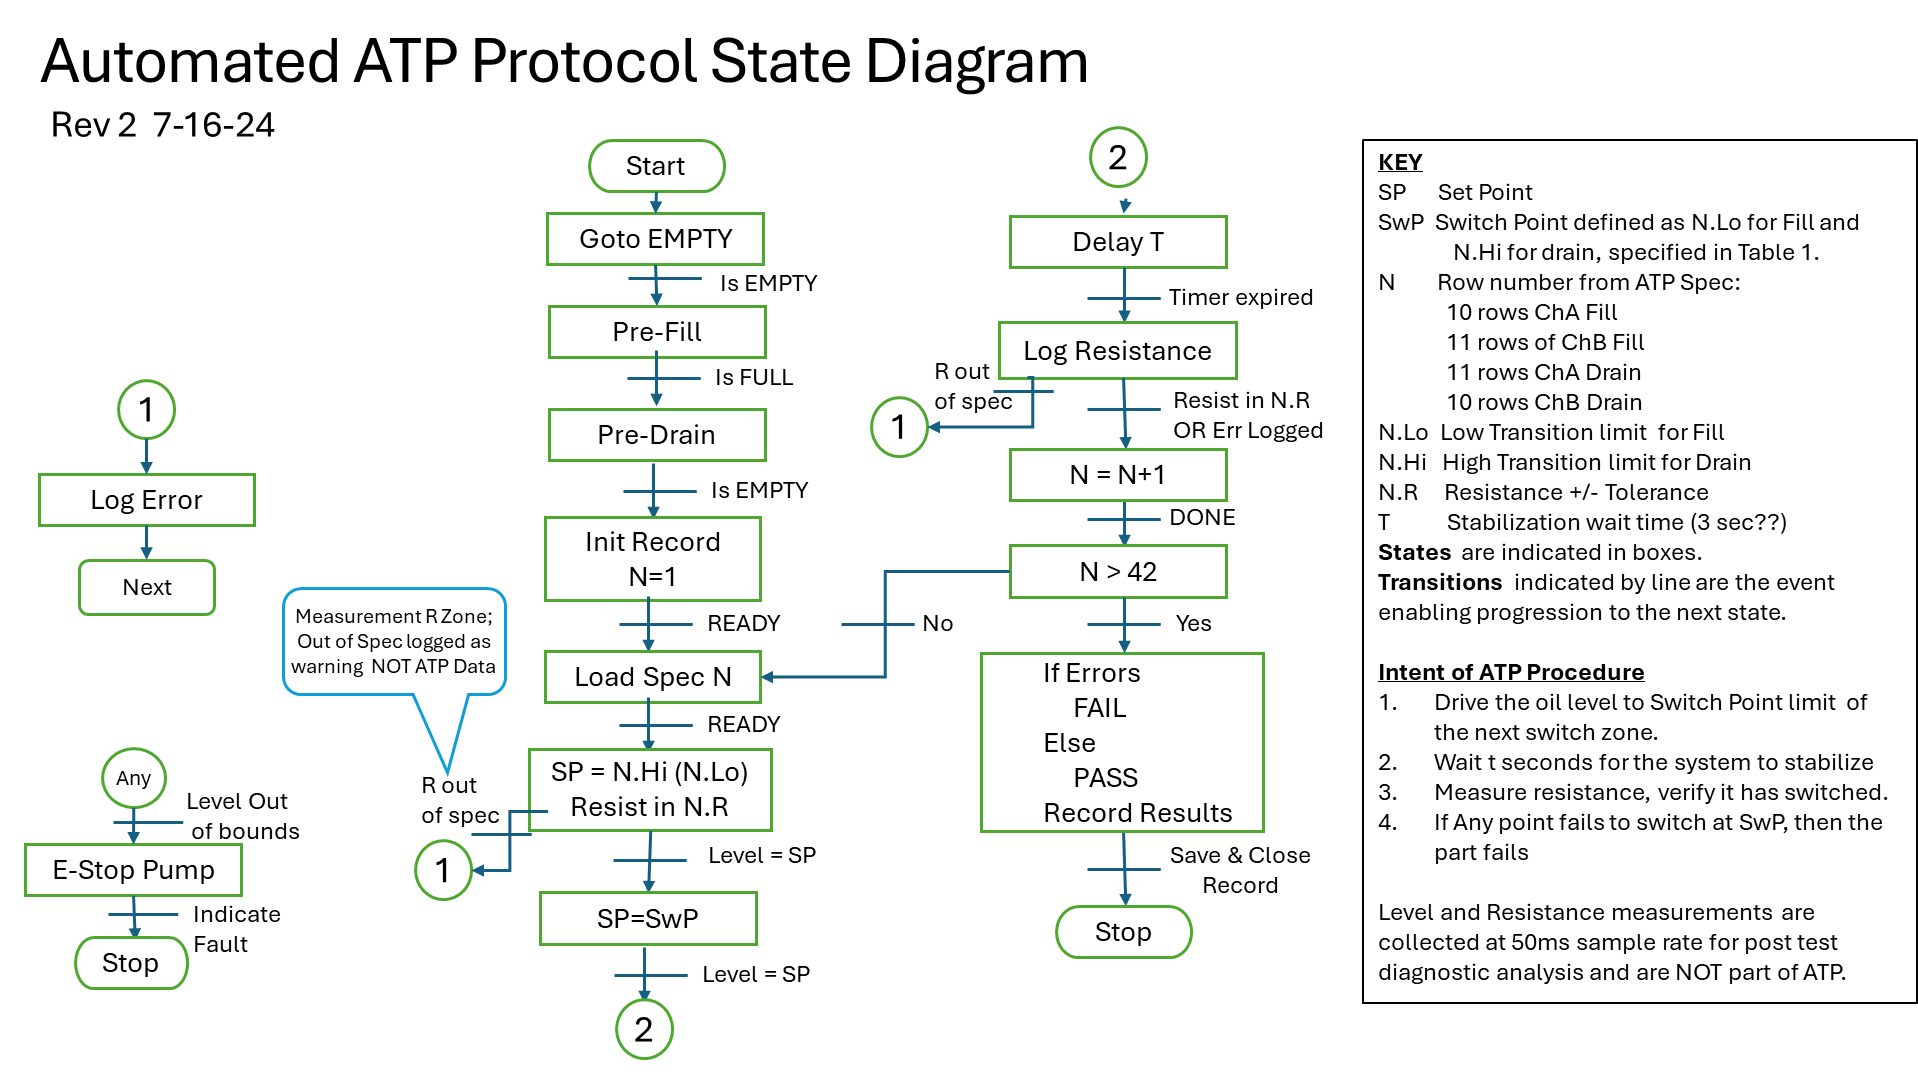 Automated ATP Protocol State Diagram
Rev 2  7-16-24
1
Log Error
Next
Any
Level Out
of bounds
E-Stop Pump
Indicate
Fault
Stop
Measurement R Zone;
Out of Spec logged as
warning  NOT ATP Data
Start
Goto EMPTY
Is EMPTY
Pre-Fill
Is FULL
Pre-Drain
Is EMPTY
Init Record
N=1
READY
Load Spec N
READY
SP = N.Hi (N.Lo)
Resist in N.R
R out
of spec
1
Level = SP
SP=SwP
Level = SP
2
2
Delay T
Timer expired
Log Resistance
R out
of spec
1
Resist in N.R
OR Err Logged
N = N+1
DONE
N > 42
No
Yes
If Errors
FAIL
Else
PASS
Record Results
Save & Close
Record
Stop
KEY
SP Set Point
SwP Switch Point defined as N.Lo for Fill and
N.Hi for drain, specified in Table 1.
N Row number from ATP Spec:
10 rows ChA Fill
11 rows of ChB Fill
11 rows ChA Drain
10 rows ChB Drain
N.Lo Low Transition limit  for Fill
N.Hi High Transition limit for Drain
N.R Resistance +/- Tolerance
T Stabilization wait time (3 sec??)
States  are indicated in boxes.
Transitions  indicated by line are the event
enabling progression to the next state.
Intent of ATP Procedure
1. Drive the oil level to Switch Point limit  of
the next switch zone.
2. Wait t seconds for the system to stabilize
3. Measure resistance, verify it has switched.
4. If Any point fails to switch at SwP, then the
part fails
Level and Resistance measurements are
collected at 50ms sample rate for post test
diagnostic analysis and are NOT part of ATP.